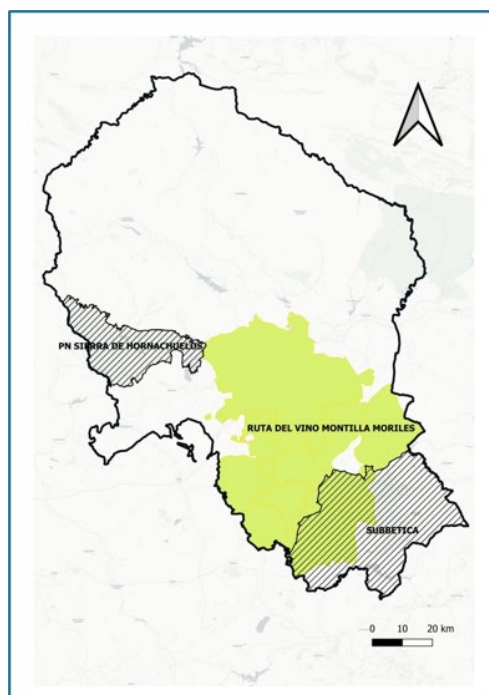 PN SIERRA DE HORNACHUELOS
RUTA DEL VINO MONTILLA MORILES
SUBBETICA
0 10 20 km